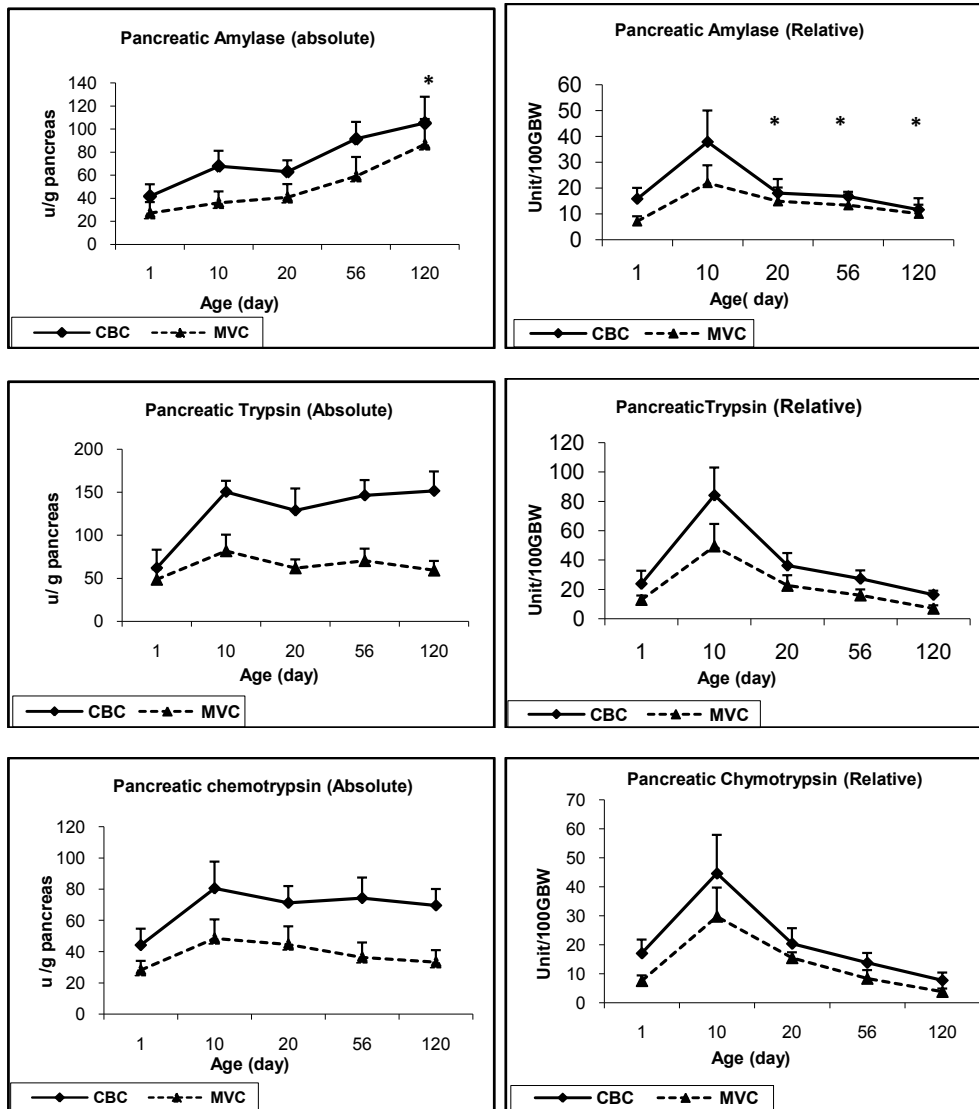 Pancreatic Amylase (absolute)
u/g pancreas
140
120
100
80
60
40
20
0
*
1 10 20 56 120
Age (day)
CBC MVC
Pancreatic Amylase (Relative)
Unit/100GBW
60
50
40
30
20
10
0
* * *
1 10 20 56 120
Age( day)
CBC MVC
Pancreatic Trypsin (Absolute)
u/ g pancreas
200
150
100
50
0
1 10 20 56 120
Age (day)
CBC MVC
PancreaticTrypsin (Relative)
Unit/100GBW
120
100
80
60
40
20
0
1 10 20 56 120
Age (day)
CBC MVC
Pancreatic chemotrypsin (Absolute)
u /g pancreas
120
100
80
60
40
20
0
1 10 20 56 120
Age (day)
CBC MVC
Pancreatic Chymotrypsin (Relative)
Unit/100GBW
70
60
50
40
30
20
10
0
1 10 20 56 120
Age (day)
CBC MVC